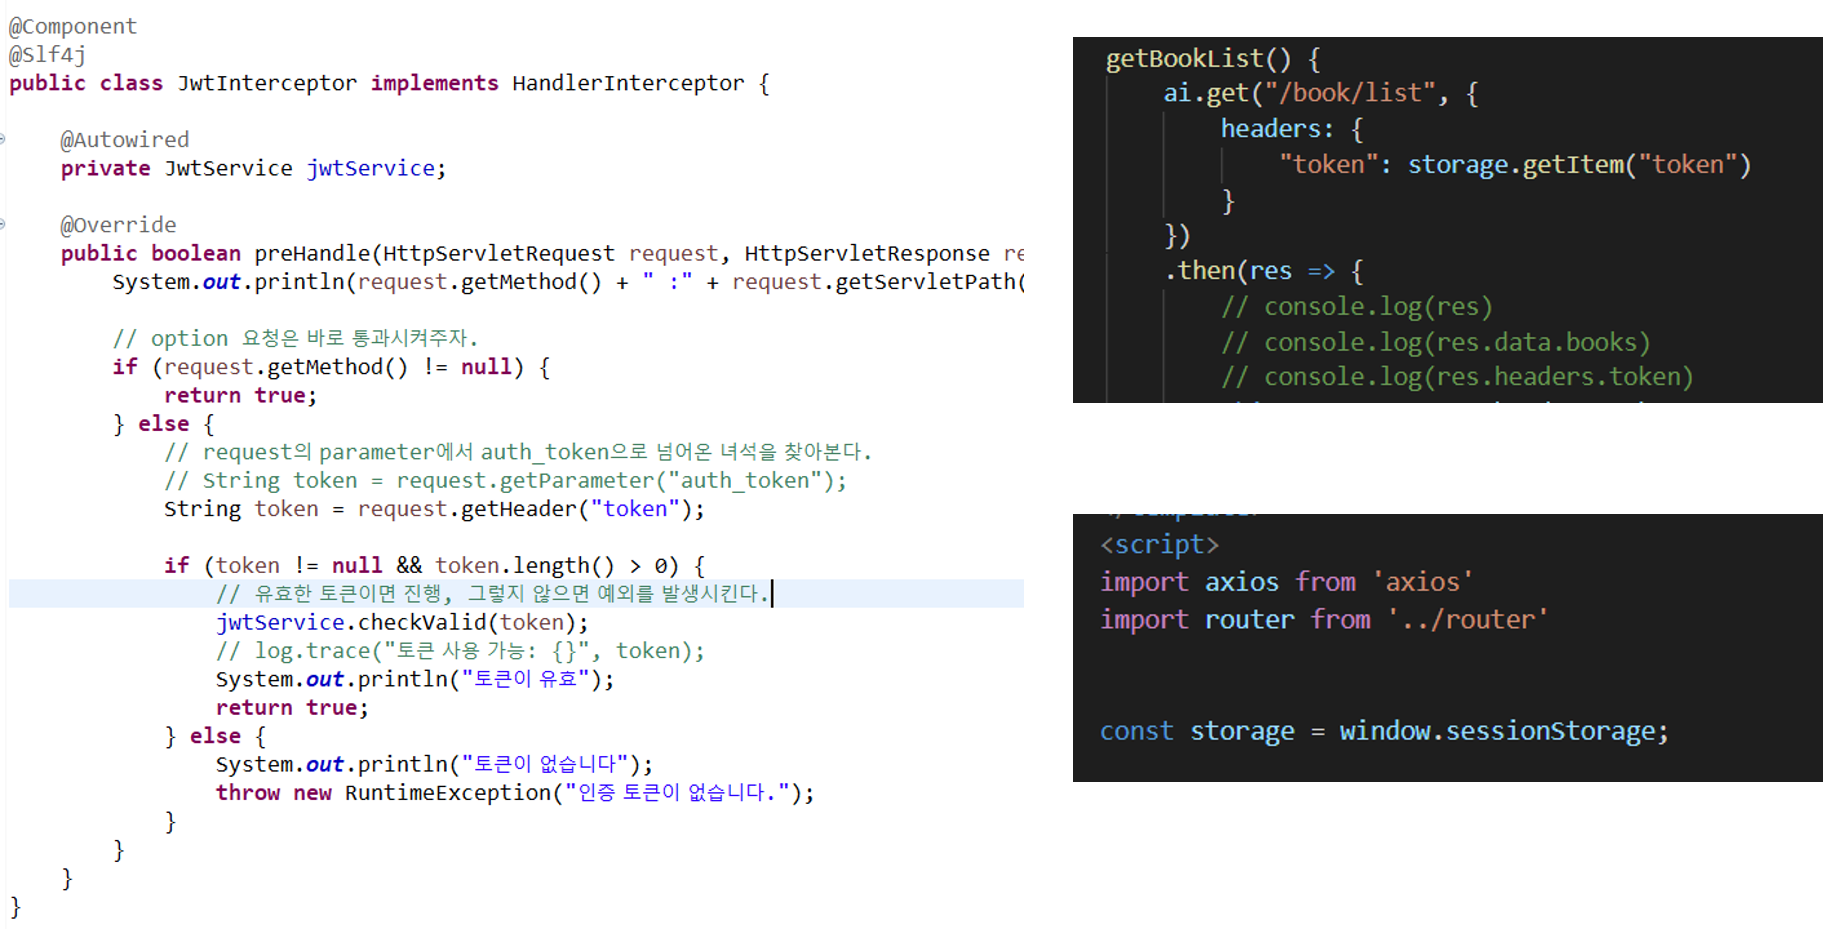 @Component
@Slf4j
public class JwtInterceptor implements HandlerInterceptor {
@Autowired
private JwtService jwtService;
@Override
public boolean preHandle(HttpServletRequest request, HttpServletResponse re
System.out.println(request.getMethod() + " :" + request.getServletPath(
// option 요청은 바로 통과시켜주자.
if (request.getMethod() != null) {
return true;
} else {
// request의 parameter에서 auth_token으로 넘어온 녀석을 찾아본다.
// String token = request.getParameter("auth_token");
String token = request.getHeader("token");
if (token != null && token.length() > 0) {
// 유효한 토큰이면 진행, 그렇지 않으면 예외를 발생시킨다.
jwtService.checkValid(token);
// log.trace("토큰 사용 가능: {}", token);
System.out.println("토큰이 유효");
return true;
} else {
System.out.println("토큰이 없습니다");
throw new RuntimeException("인증 토큰이 없습니다.");
}
}
}
}
getBookList() {
ai.get("/book/list", {
headers: {
"token": storage.getItem("token")
}
})
.then(res => {
// console.log(res)
// console.log(res.data.books)
// console.log(res.headers.token)
<script>
import axios from 'axios'
import router from '../router'
const storage = window.sessionStorage;